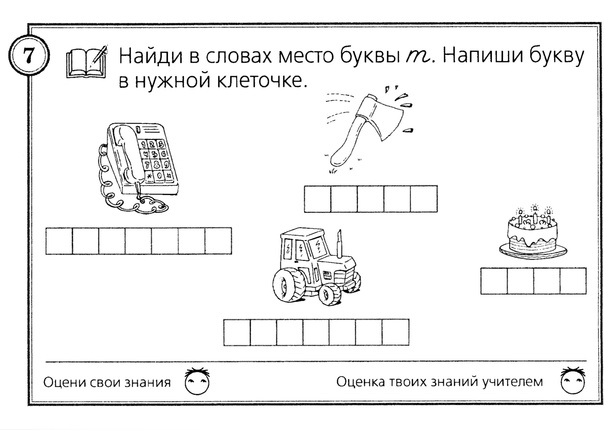 7
Найди в словах место буквы т. Напиши букву
в нужной клеточке.
Оцени свои знания
Оценка твоих знаний учителем